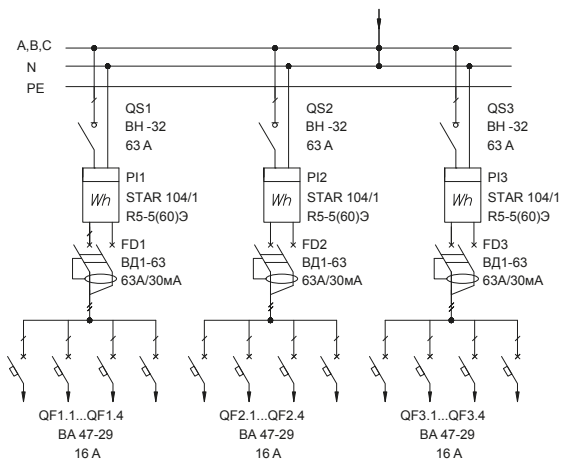 A,B,C
N
PE
QS1
ВН -32
63 А
QS2
ВН -32
63 А
QS3
ВН -32
63 А
PI1
STAR 104/1
R5-5(60)Э
PI2
STAR 104/1
R5-5(60)Э
PI3
STAR 104/1
R5-5(60)Э
Wh
Wh
Wh
FD1
ВД1-63
63А/30мА
FD2
ВД1-63
63А/30мА
FD3
ВД1-63
63А/30мА
QF1.1...QF1.4
ВА 47-29
16 А
QF2.1...QF2.4
ВА 47-29
16 А
QF3.1...QF3.4
ВА 47-29
16 А